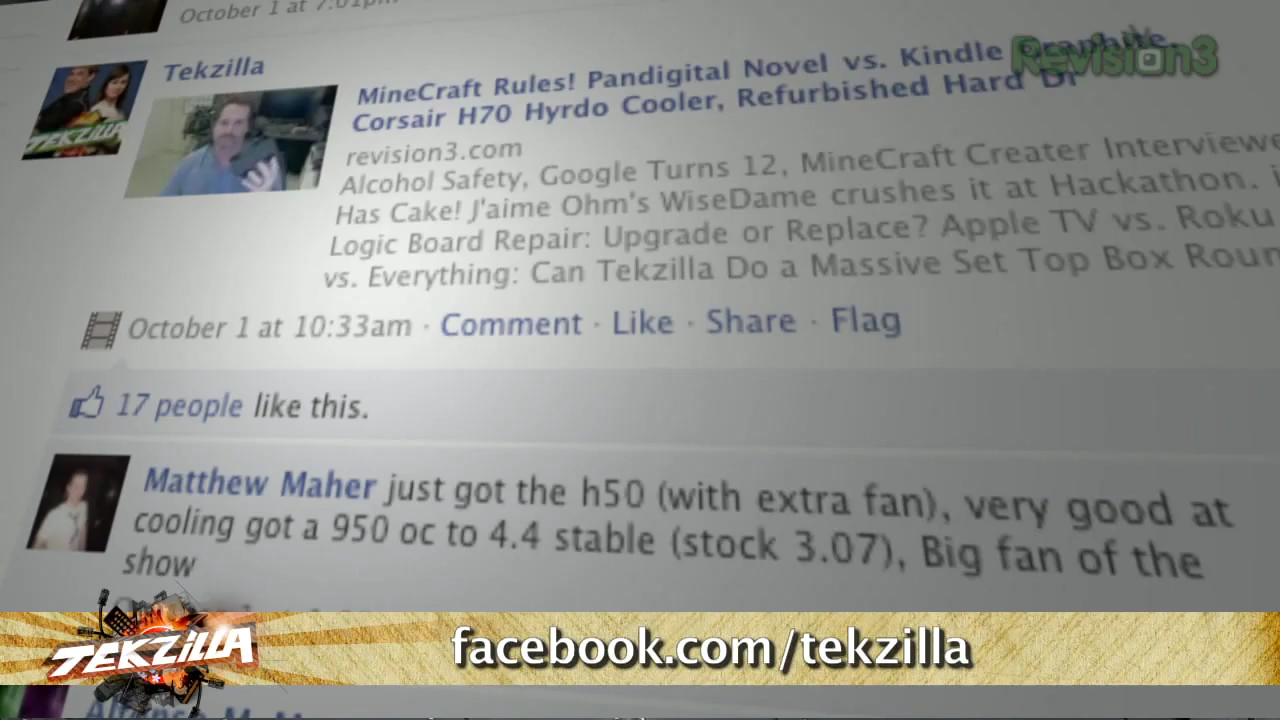 October 1 at 7:01pm
Tekzilla
MineCraft Rules! Pandigital Novel vs. Kindle Graphite,
Corsair H70 Hyrdo Cooler, Refurbished Hard Dr
revision3.com
Alcohol Safety, Google Turns 12, MineCraft Creater Interviewe
Has Cake! J'aime Ohm's WiseDame crushes it at Hackathon. i
Logic Board Repair: Upgrade or Replace? Apple TV vs. Roku
vs. Everything: Can Tekzilla Do a Massive Set Top Box Roun
October 1 at 10:33am · Comment · Like · Share · Flag
17 people like this.
Matthew Maher just got the h50 (with extra fan), very good at
cooling got a 950 oc to 4.4 stable (stock 3.07), Big fan of the
show
Revision3
TEKZILLA
TEKZILLA
facebook.com/tekzilla